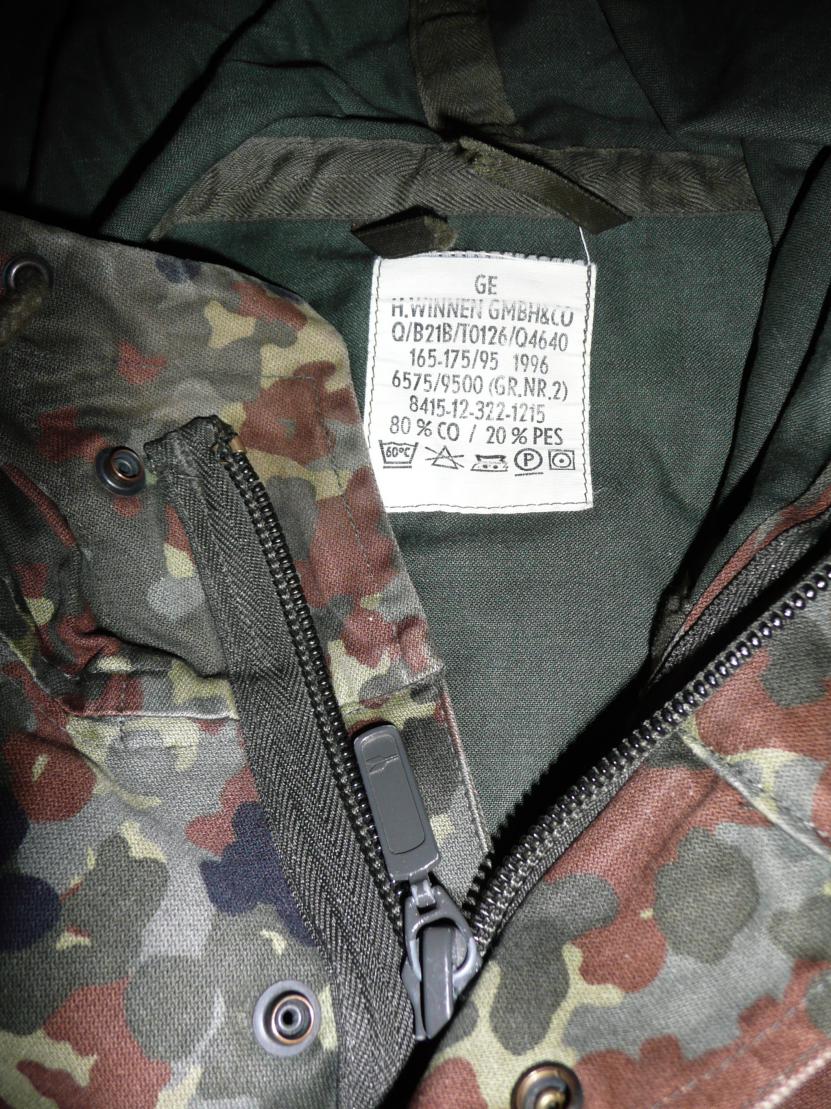 GE
H.WINNEN GMBH&CO
Q/B21B/T0126/Q4640
165-175/95 1996
6575/9500 (GR.NR.2)
8415-12-322-1215
80 % CO / 20 % PES
60°C P